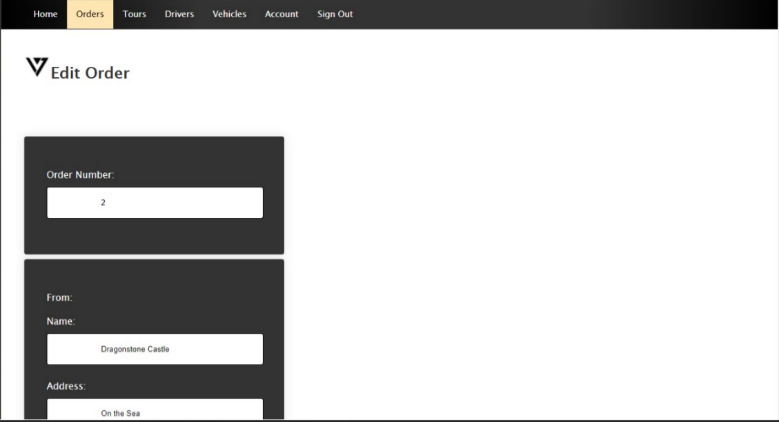 Home Orders Tours Drivers Vehicles Account Sign Out
Edit Order
Order Number:
2
From:
Name:
Dragonstone Castle
Address:
On the Sea